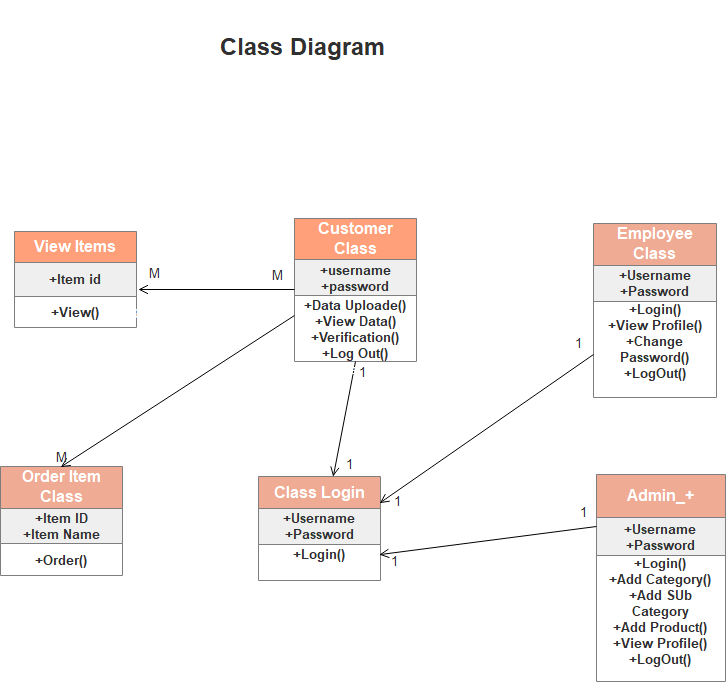 Class Diagram
View Items
+Item id
+View()
M
M
Customer
Class
+username
+password
+Data Uploade()
+View Data()
+Verification()
+Log Out()
1
1
Employee
Class
+Username
+Password
+Login()
+View Profile()
+Change
Password()
+LogOut()
1
1
M
Order Item
Class
+Item ID
+Item Name
+Order()
Class Login
+Username
+Password
+Login()
1
1
Admin_+
+Username
+Password
+Login()
+Add Category()
+Add SUb
Category
+Add Product()
+View Profile()
+LogOut()